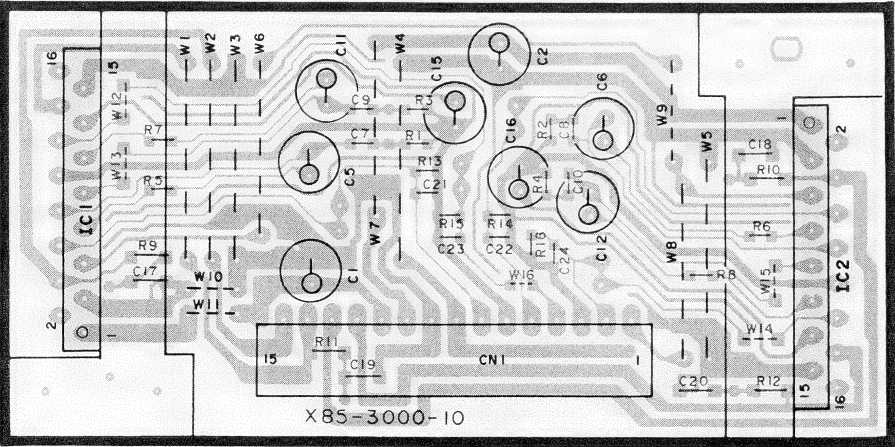 16
15
W1
W2
W3
W6
C11
W4
C15
C2
C6
W9
W5
1
2
W12
R7
C9
R3
C7
R1
C16
R2
C8
C18
W13
R5
C5
R13
C21
R4
C10
R10
IC1
W7
R15
R14
C23
C22
R16
C24
C12
W8
R6
R9
C17
W10
W11
C1
W16
R8
W15
IC2
2
1
15
R11
C19
CN1
1
W14
C20
R12
15
16
X85-3000-10